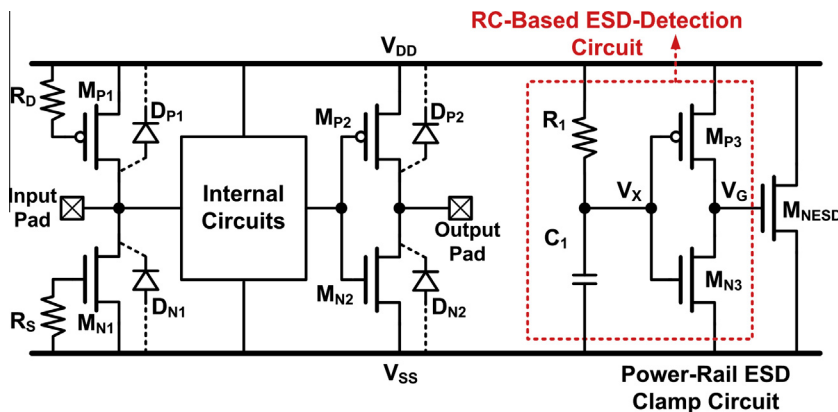 RC-Based ESD-Detection
Circuit
VDD
RD
MP1
DP1
MP2
DP2
R1
MP3
Input
Pad
Internal
Circuits
Output
Pad
VX
VG
MNESD
C1
RS
MN1
DN1
MN2
DN2
MN3
VSS
Power-Rail ESD
Clamp Circuit